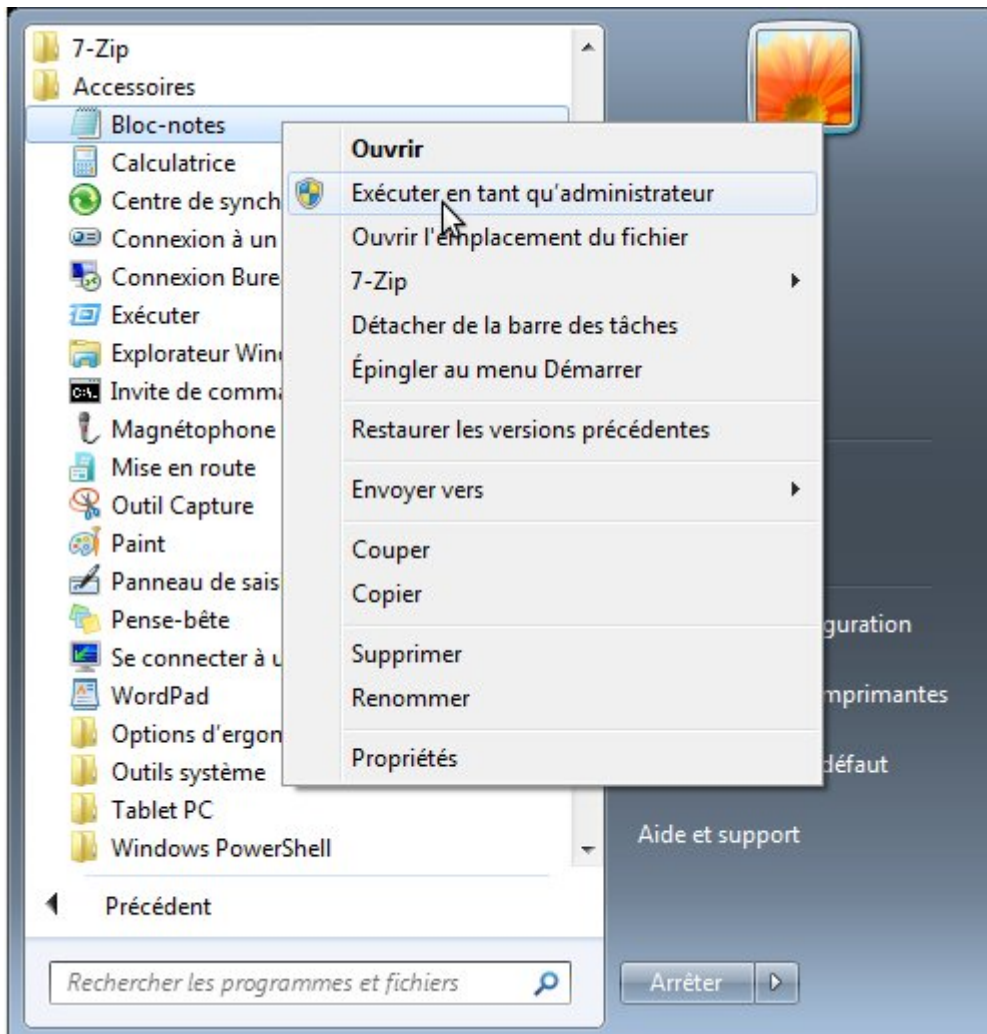 7-Zip
Accessoires
Bloc-notes
Calculatrice
Centre de synch
Connexion à un
Connexion Bure
Exécuter
Explorateur Win
Invite de comma
Magnétophone
Mise en route
Outil Capture
Paint
Panneau de sais
Pense-bête
Se connecter à u
WordPad
Options d'ergon
Outils système
Tablet PC
Windows PowerShell
Précédent
Rechercher les programmes et fichiers
Ouvrir
Exécuter en tant qu'administrateur
Ouvrir l'emplacement du fichier
7-Zip
Détacher de la barre des tâches
Épingler au menu Démarrer
Restaurer les versions précédentes
Envoyer vers
Couper
Copier
Supprimer
Renommer
Propriétés
guration
mprimantes
défaut
Aide et support
Arrêter